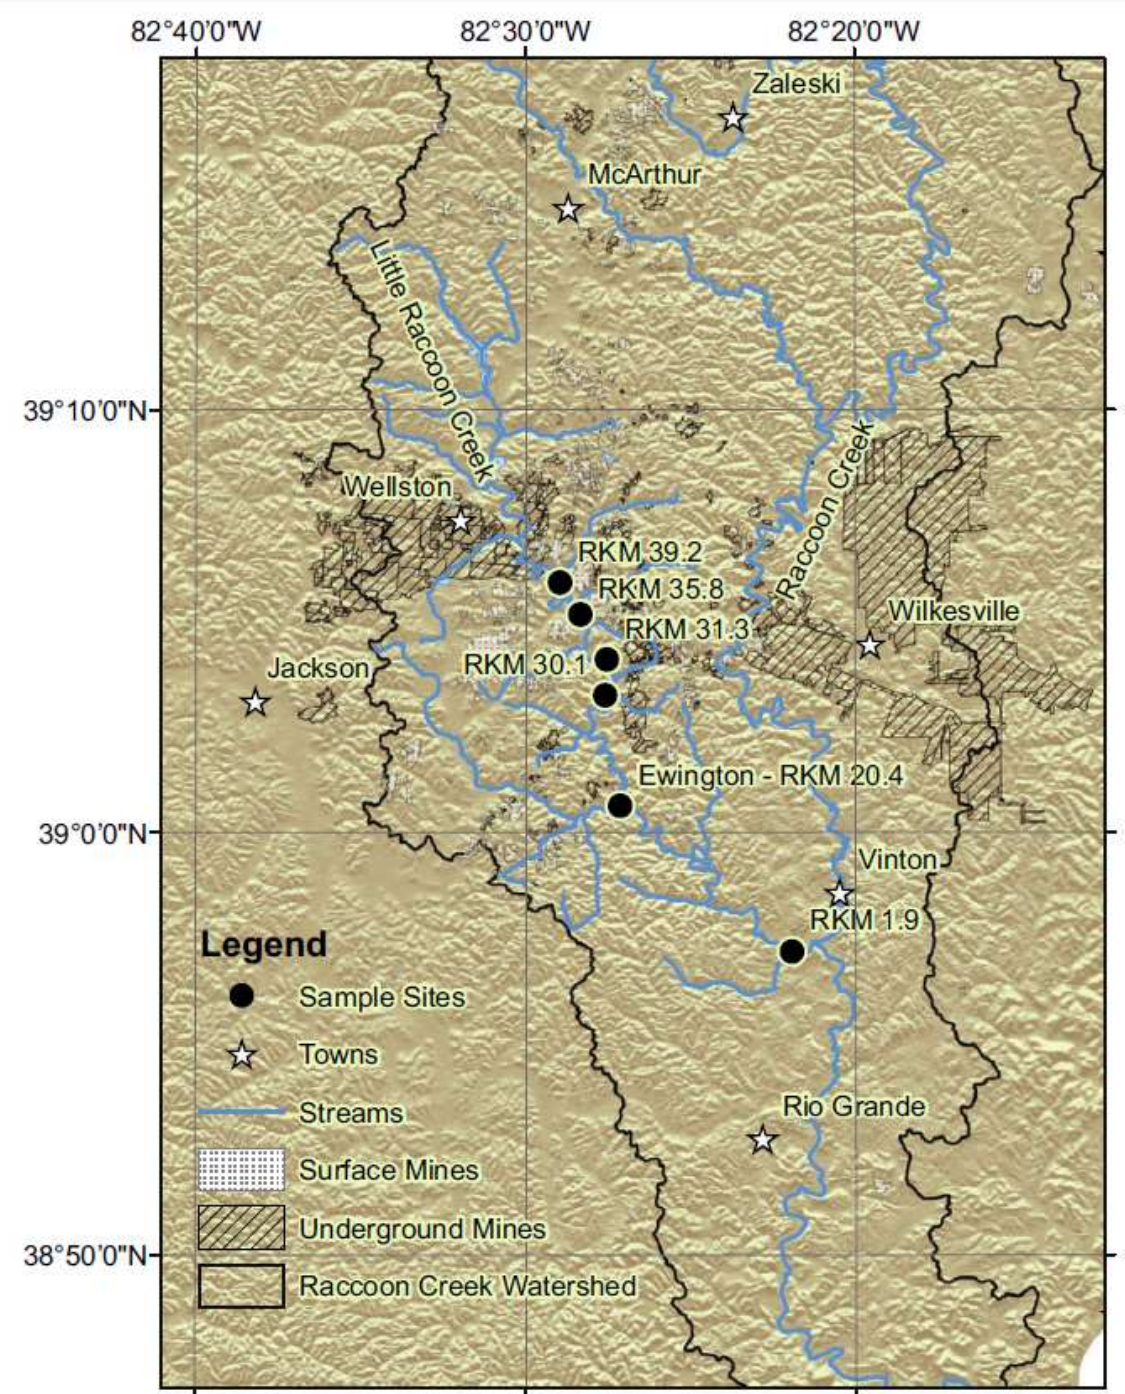 82°40'0"W
82°30'0"W
82°20'0"W
Zaleski
McArthur
Little Raccoon Creek
39°10'0"N
Raccoon Creek
Wellston
RKM 39.2
RKM 35.8
Wilkesville
RKM 31.3
RKM 30.1
Jackson
Ewington - RKM 20.4
39°0'0"N
Vinton
RKM 1.9
Legend
Sample Sites
Towns
Streams
Rio Grande
Surface Mines
Underground Mines
38°50'0"N
Raccoon Creek Watershed